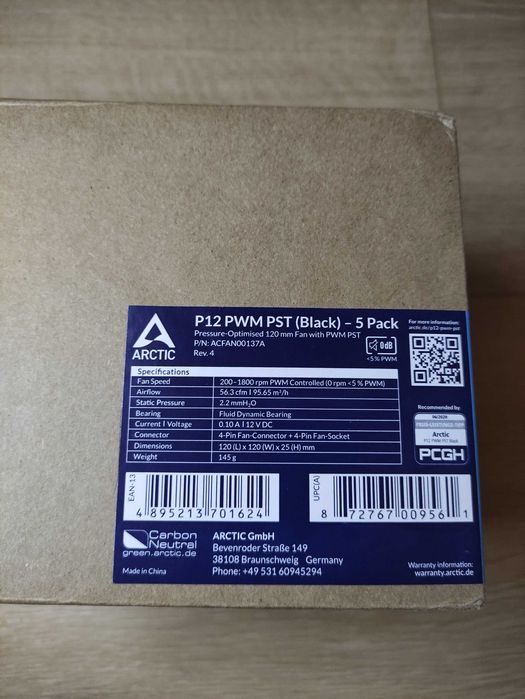 ARCTIC
P12 PWM PST (Black) – 5 Pack
Pressure-Optimised 120 mm Fan with PWM PST
P/N: ACFAN00137A
Rev. 4
0dB
<5% PWM
For more information:
arctic.de/p12-pwm-pst
Specifications
Fan Speed 200–1800 rpm PWM Controlled (0 rpm <5 % PWM)
Airflow 56.3 cfm | 95.65 m³/h
Static Pressure 2.2 mmH₂O
Bearing Fluid Dynamic Bearing
Current | Voltage 0.10 A | 12 V DC
Connector 4-Pin Fan-Connector + 4-Pin Fan-Socket
Dimensions 120 (L) x 120 (W) x 25 (H) mm
Weight 145 g
Recommended by
04/2020
PREIS-LEISTUNGS-TIPP
Arctic
P12 PWM PST Black
PCGH
EAN-13
4 895213 701624
UPC(A)
8 72767 00956 1
Carbon
Neutral
green.arctic.de
Made in China
ARCTIC GmbH
Bevenroder Straße 149
38108 Braunschweig Germany
Phone: +49 531 60945294
Warranty information:
warranty.arctic.de